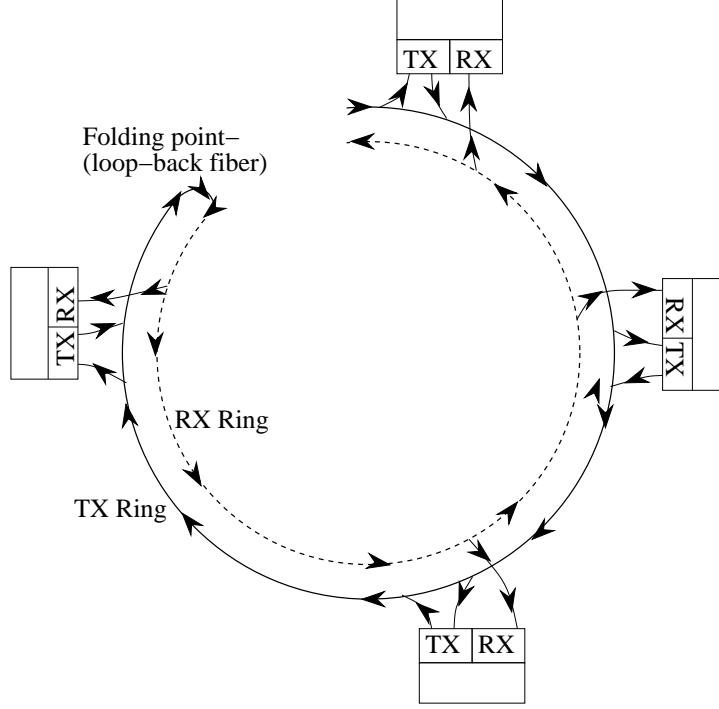 TX RX
Folding point–
(loop–back fiber)
RX
TX
RX
TX
RX Ring
TX Ring
TX RX